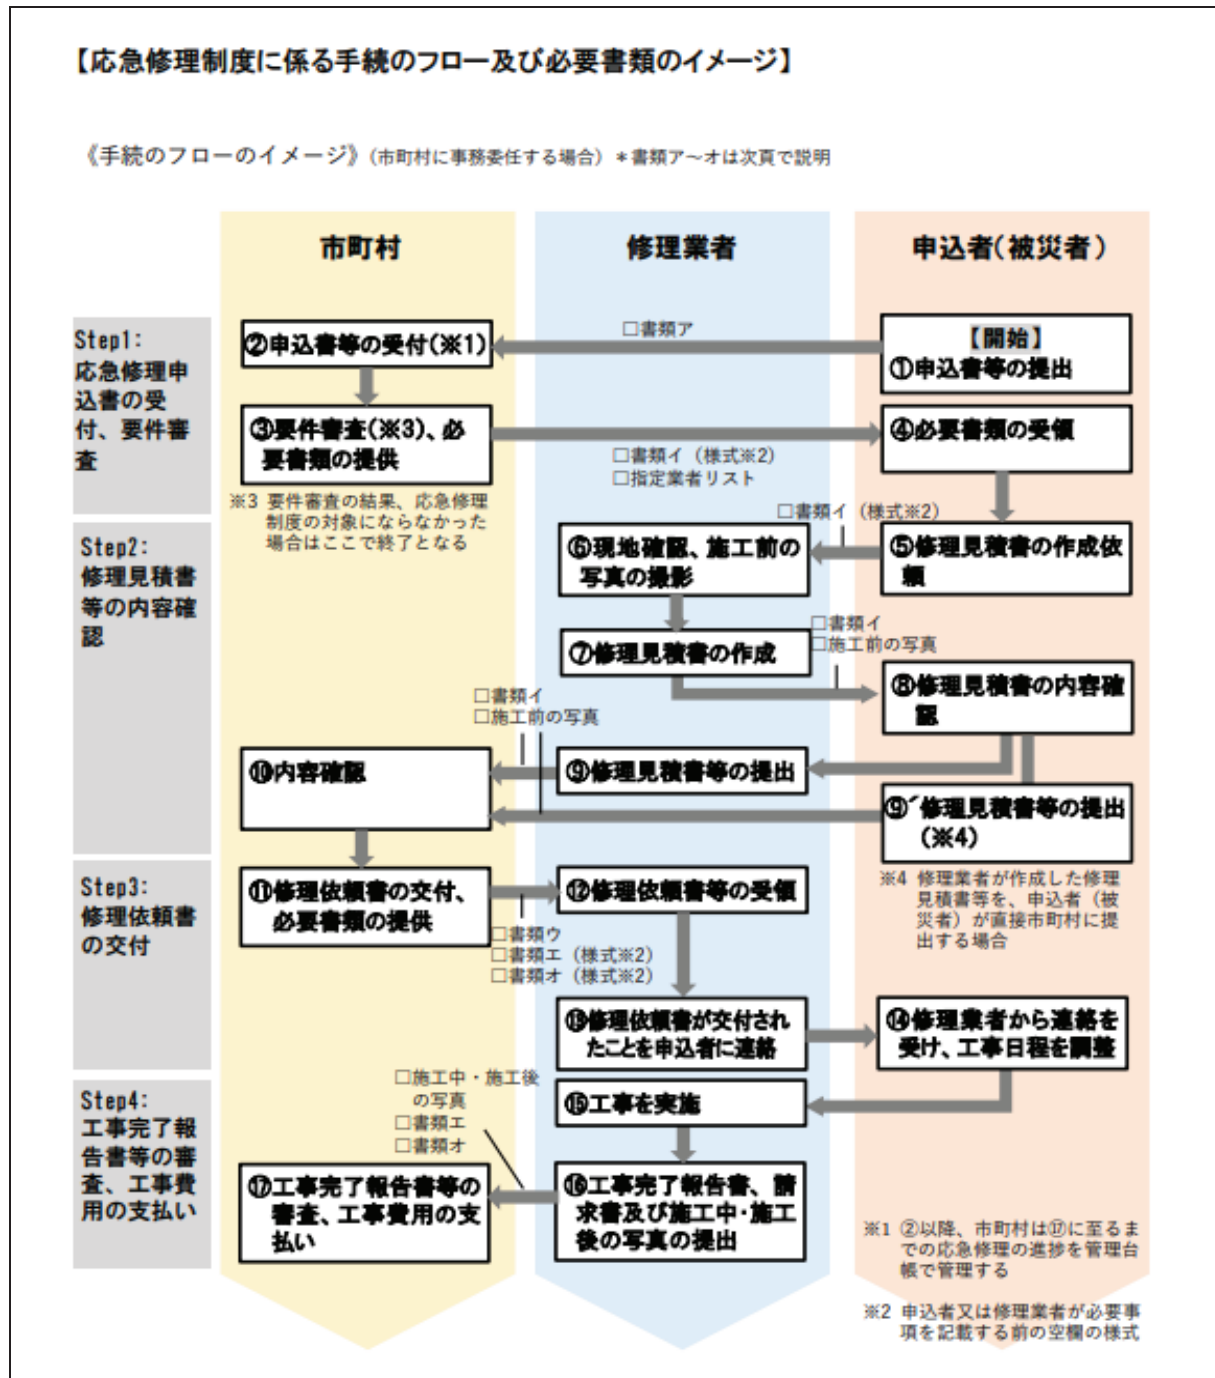 【応急修理制度に係る手続のフロー及び必要書類のイメージ】
《手続のフローのイメージ》（市町村に事務委任する場合）＊書類ア～オは次頁で説明
市町村
修理業者
申込者（被災者）
Step1:
応急修理申
込書の受
付、要件審
査
②申込書等の受付（※1）
□書類ア
【開始】
①申込書等の提出
③要件審査（※3）、必
要書類の提供
□書類イ（様式※2）
□指定業者リスト
④必要書類の受領
※3 要件審査の結果、応急修理
制度の対象にならなかった
場合はここで終了となる
□書類イ（様式※2）
Step2:
修理見積書
等の内容確
認
⑥現地確認、施工前の
写真の撮影
⑤修理見積書の作成依
頼
⑦修理見積書の作成
□書類イ
□施工前の写真
⑧修理見積書の内容確
認
□書類イ
□施工前の写真
⑩内容確認
⑨修理見積書等の提出
⑨´修理見積書等の提出
（※4）
※4 修理業者が作成した修理
見積書等を、申込者（被
災者）が直接市町村に提
出する場合
Step3:
修理依頼書
の交付
⑪修理依頼書の交付、
必要書類の提供
⑫修理依頼書等の受領
□書類ウ
□書類エ（様式※2）
□書類オ（様式※2）
⑬修理依頼書が交付され
たことを申込者に連絡
⑭修理業者から連絡を
受け、工事日程を調整
Step4:
工事完了報
告書等の審
査、工事費
用の支払い
□施工中・施工後
の写真
□書類エ
□書類オ
⑮工事を実施
⑰工事完了報告書等の
審査、工事費用の支
払い
⑯工事完了報告書、請
求書及び施工中・施工
後の写真の提出
※1 ②以降、市町村は⑰に至るま
での応急修理の進捗を管理台
帳で管理する
※2 申込者又は修理業者が必要事
項を記載する前の空欄の様式